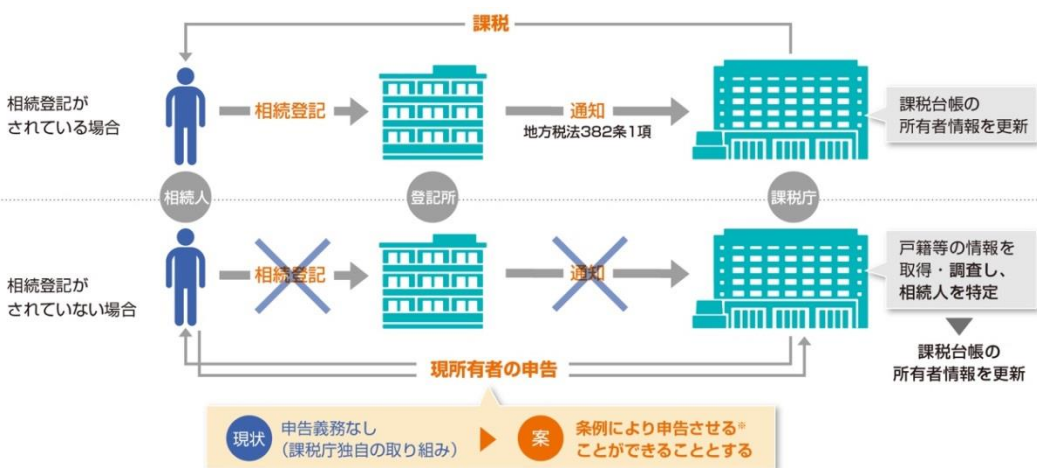 課税
相続登記が
されている場合
相続登記
通知
地方税法382条1項
課税台帳の
所有者情報を更新
相続人
登記所
課税庁
相続登記が
されていない場合
相続登記
通知
戸籍等の情報を
取得・調査し、
相続人を特定
課税台帳の
所有者情報を更新
現所有者の申告
現状
申告義務なし
（課税庁独自の取り組み）
案
条例により申告させる※
ことができることとする